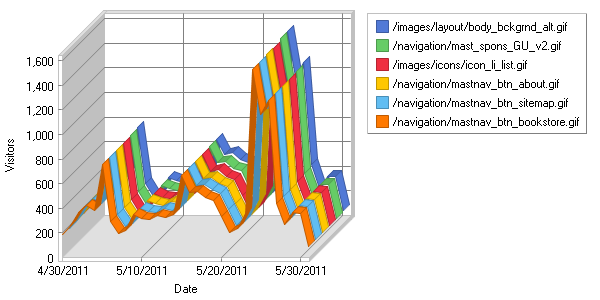 /images/layout/body_bckgrnd_alt.gif
/navigation/mast_spons_GU_v2.gif
/images/icons/icon_li_list.gif
/navigation/mastnav_btn_about.gif
/navigation/mastnav_btn_sitemap.gif
/navigation/mastnav_btn_bookstore.gif
Visitors
1,600
1,400
1,200
1,000
800
600
400
200
0
4/30/2011 5/10/2011 5/20/2011 5/30/2011
Date